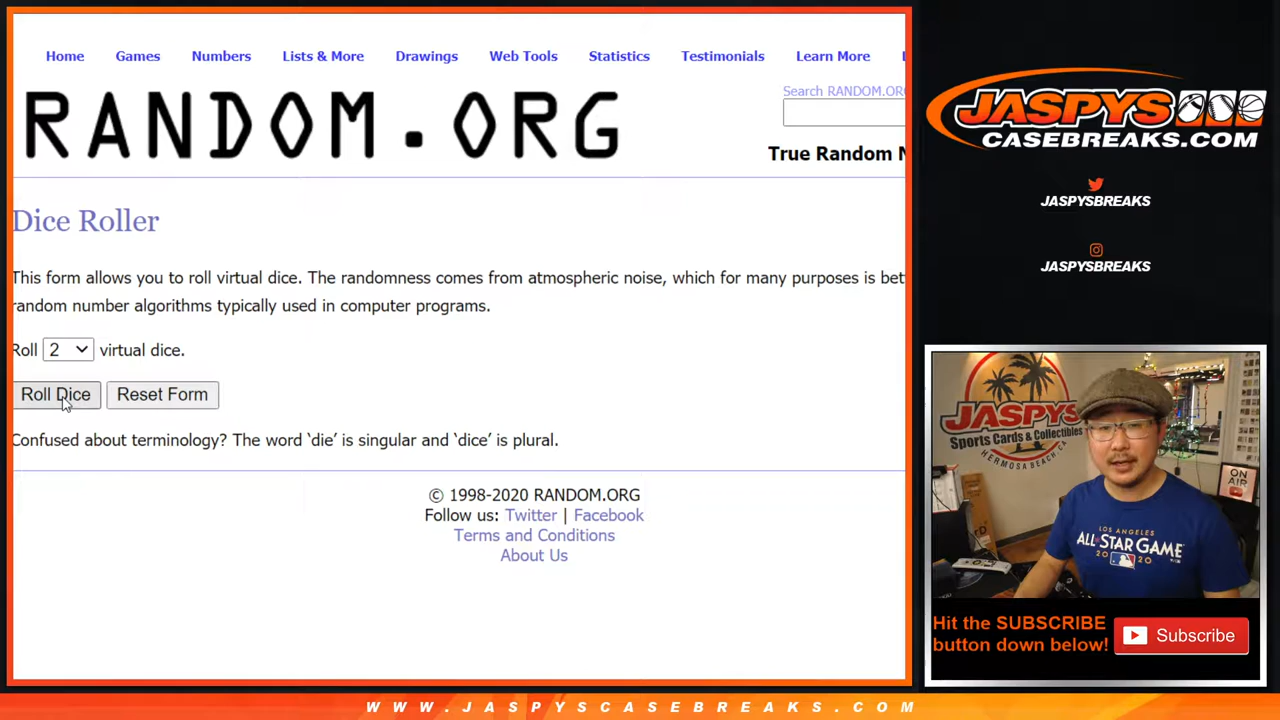 Home Games Numbers Lists & More Drawings Web Tools Statistics Testimonials Learn More
Search RANDOM.ORG
RANDOM.ORG
True Random N
Dice Roller
This form allows you to roll virtual dice. The randomness comes from atmospheric noise, which for many purposes is bet
random number algorithms typically used in computer programs.
Roll 2 virtual dice.
Roll Dice Reset Form
Confused about terminology? The word ‘die’ is singular and ‘dice’ is plural.
© 1998-2020 RANDOM.ORG
Follow us: Twitter | Facebook
Terms and Conditions
About Us
JASPYS
CASEBREAKS.COM
JASPYSBREAKS
JASPYSBREAKS
JASPYS
Sports Cards & Collectibles
HERMOSA BEACH, CA
ON
AIR
LOS ANGELES
ALL STAR GAME
2020
Hit the SUBSCRIBE
button down below!
Subscribe
WWW.JASPYSCASEBREAKS.COM